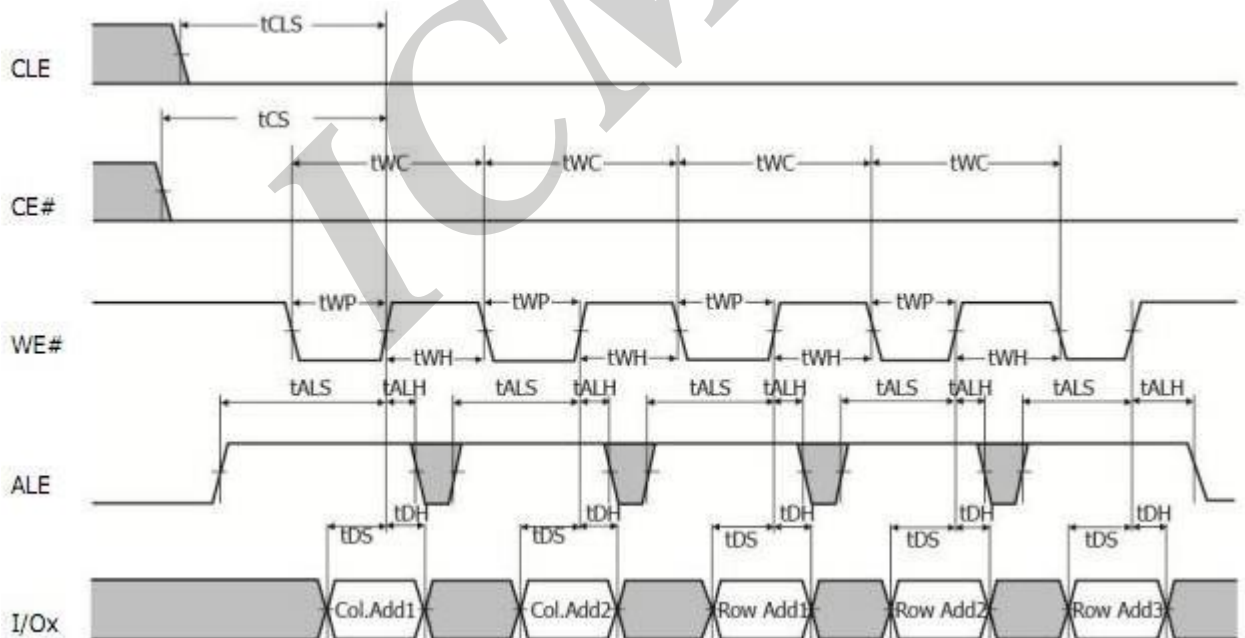 tCLS
CLE
tCS
tWC tWC tWC tWC
CE#
tWP tWP tWP tWP
WE#
tWH tWH tWH tWH
tALS tALH tALS tALH tALS tALH tALS tALH tALS tALH
ALE
tDH tDH tDH tDH tDH
tDS tDS tDS tDS tDS
I/Ox Col.Add1 Col.Add2 Row Add1 Row Add2 Row Add3
ICM